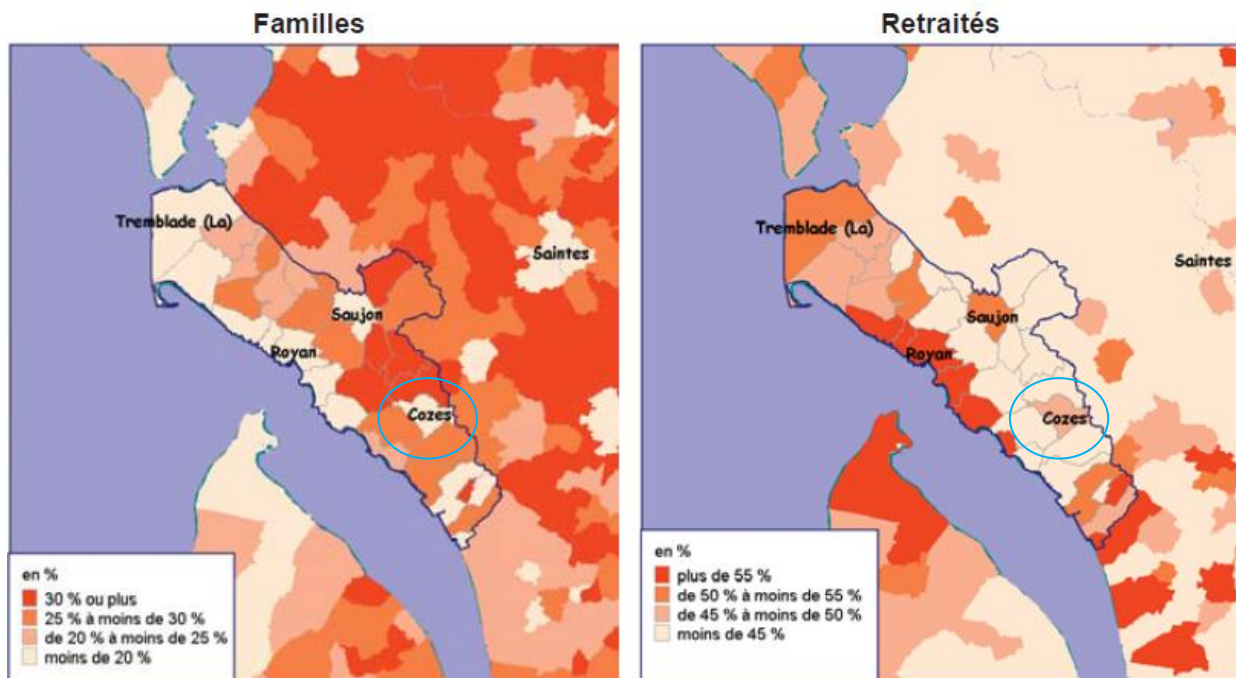 Familles
Tremblade (La)
Saintes
Saujon
Royan
Cozes
en %
30 % ou plus
25 % à moins de 30 %
de 20 % à moins de 25 %
moins de 20 %
Retraités
Tremblade (La)
Saintes
Saujon
Royan
Cozes
en %
plus de 55 %
de 50 % à moins de 55 %
de 45 % à moins de 50 %
moins de 45 %